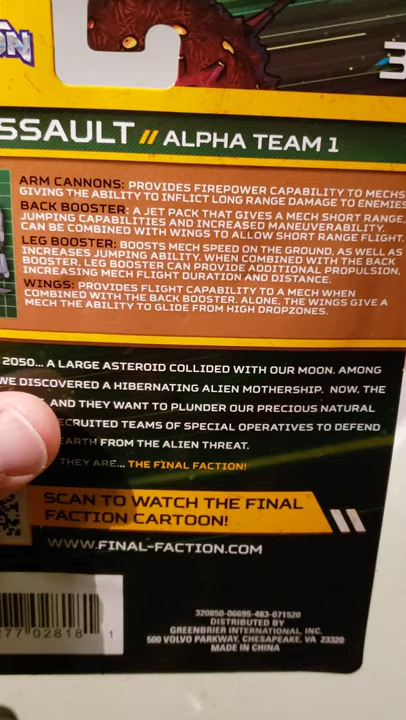 ON
3
SSAULT // ALPHA TEAM 1
ARM CANNONS: PROVIDES FIREPOWER CAPABILITY TO MECHS
GIVING THE ABILITY TO INFLICT LONG RANGE DAMAGE TO ENEMIES
BACK BOOSTER: A JET PACK THAT GIVES A MECH SHORT RANGE,
JUMPING CAPABILITIES AND INCREASED MANEUVERABILITY.
CAN BE COMBINED WITH WINGS TO ALLOW SHORT RANGE FLIGHT.
LEG BOOSTER: BOOSTS MECH SPEED ON THE GROUND, AS WELL AS
INCREASES JUMPING ABILITY. WHEN COMBINED WITH THE BACK
BOOSTER, LEG BOOSTER CAN PROVIDE ADDITIONAL PROPULSION,
INCREASING MECH FLIGHT DURATION AND DISTANCE.
WINGS: PROVIDES FLIGHT CAPABILITY TO A MECH WHEN
COMBINED WITH THE BACK BOOSTER. ALONE, THE WINGS GIVE A
MECH THE ABILITY TO GLIDE FROM HIGH DROPZONES.
2050... A LARGE ASTEROID COLLIDED WITH OUR MOON. AMONG
WE DISCOVERED A HIBERNATING ALIEN MOTHERSHIP. NOW, THE
AND THEY WANT TO PLUNDER OUR PRECIOUS NATURAL
ECRUITED TEAMS OF SPECIAL OPERATIVES TO DEFEND
EARTH FROM THE ALIEN THREAT.
THEY ARE... THE FINAL FACTION!
SCAN TO WATCH THE FINAL
FACTION CARTOON!
WWW.FINAL-FACTION.COM
77 02818 1
320850-06695-483-071520
DISTRIBUTED BY
GREENBRIER INTERNATIONAL, INC.
500 VOLVO PARKWAY, CHESAPEAKE, VA 23320
MADE IN CHINA